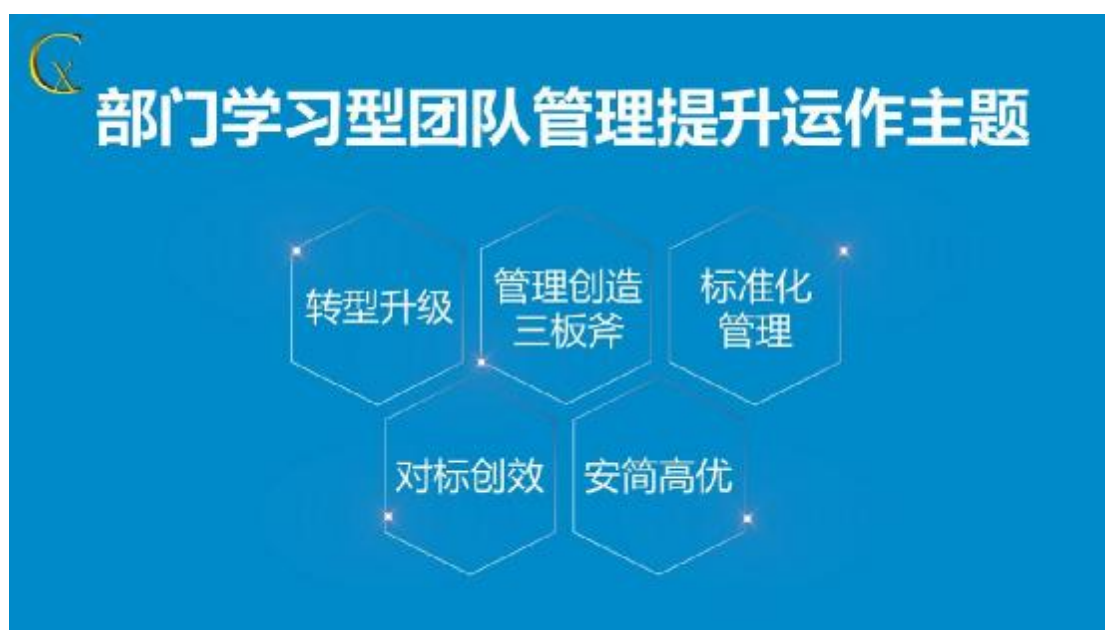 CX
部门学习型团队管理提升运作主题
转型升级
管理创造
三板斧
标准化
管理
对标创效
安简高优